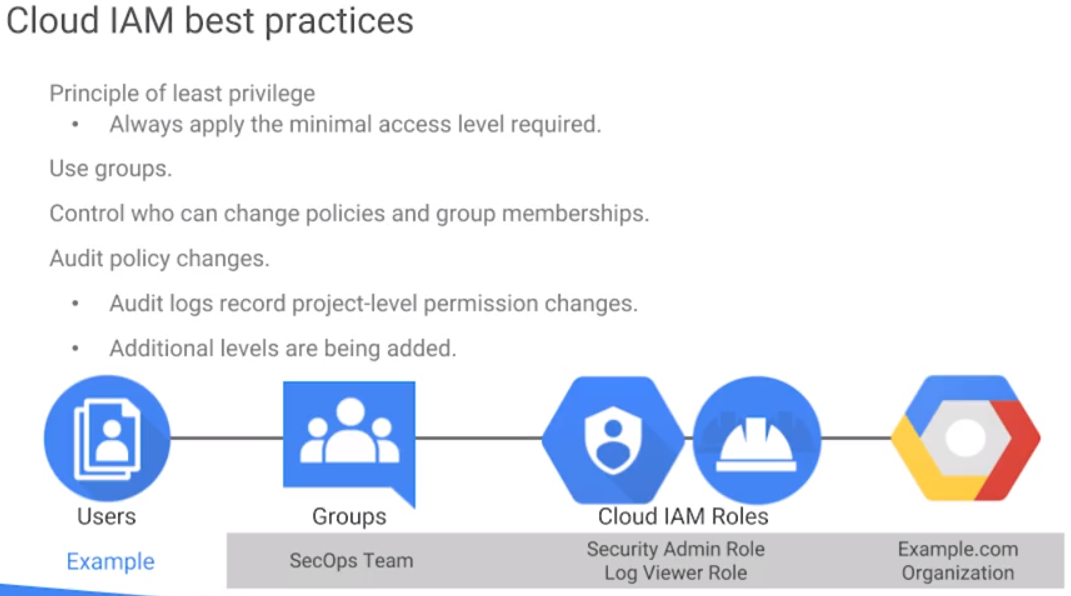 Cloud IAM best practices
Principle of least privilege
• Always apply the minimal access level required.
Use groups.
Control who can change policies and group memberships.
Audit policy changes.
• Audit logs record project-level permission changes.
• Additional levels are being added.
Users
Groups
Cloud IAM Roles
Example
SecOps Team
Security Admin Role
Log Viewer Role
Example.com
Organization